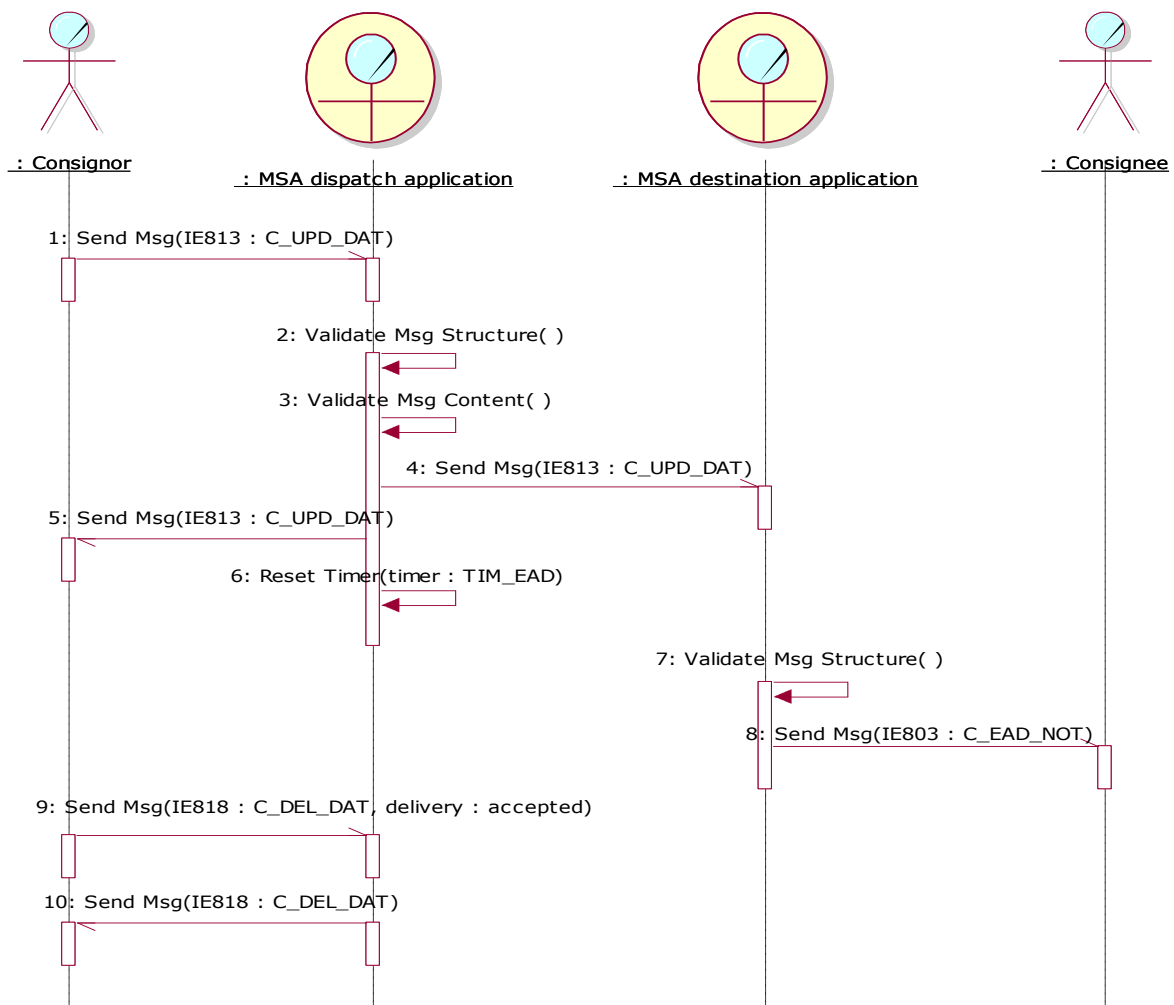 : Consignor
: MSA dispatch application
: MSA destination application
: Consignee
1: Send Msg(IE813 : C_UPD_DAT)
2: Validate Msg Structure( )
3: Validate Msg Content( )
4: Send Msg(IE813 : C_UPD_DAT)
5: Send Msg(IE813 : C_UPD_DAT)
6: Reset Timer(timer : TIM_EAD)
7: Validate Msg Structure( )
8: Send Msg(IE803 : C_EAD_NOT)
9: Send Msg(IE818 : C_DEL_DAT, delivery : accepted)
10: Send Msg(IE818 : C_DEL_DAT)